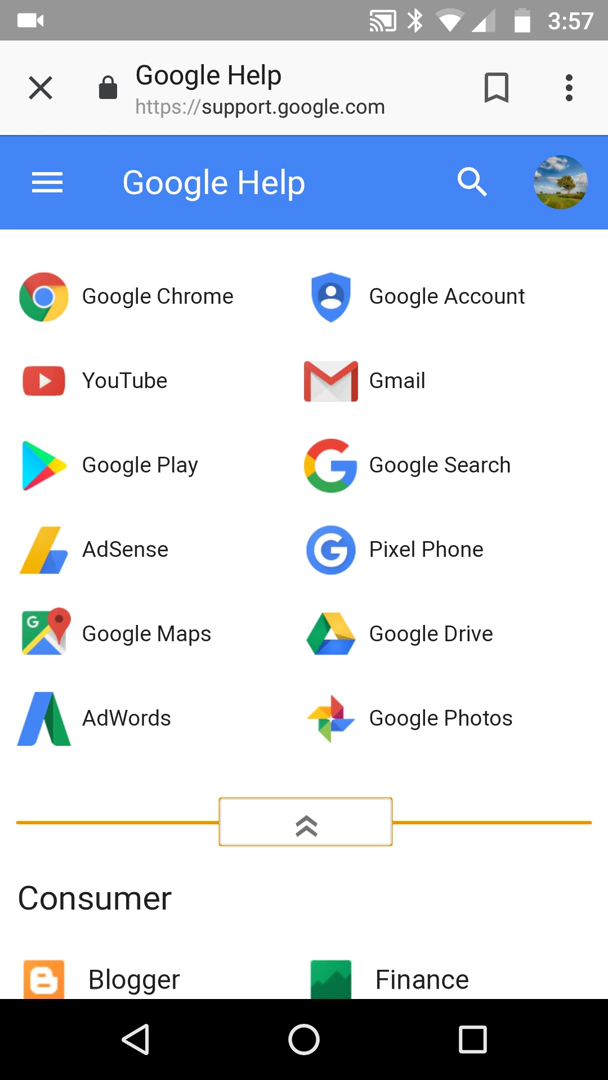 3:57
Google Help
https://support.google.com
Google Help
Google Chrome
Google Account
YouTube
Gmail
Google Play
Google Search
AdSense
Pixel Phone
Google Maps
Google Drive
AdWords
Google Photos
Consumer
Blogger
Finance